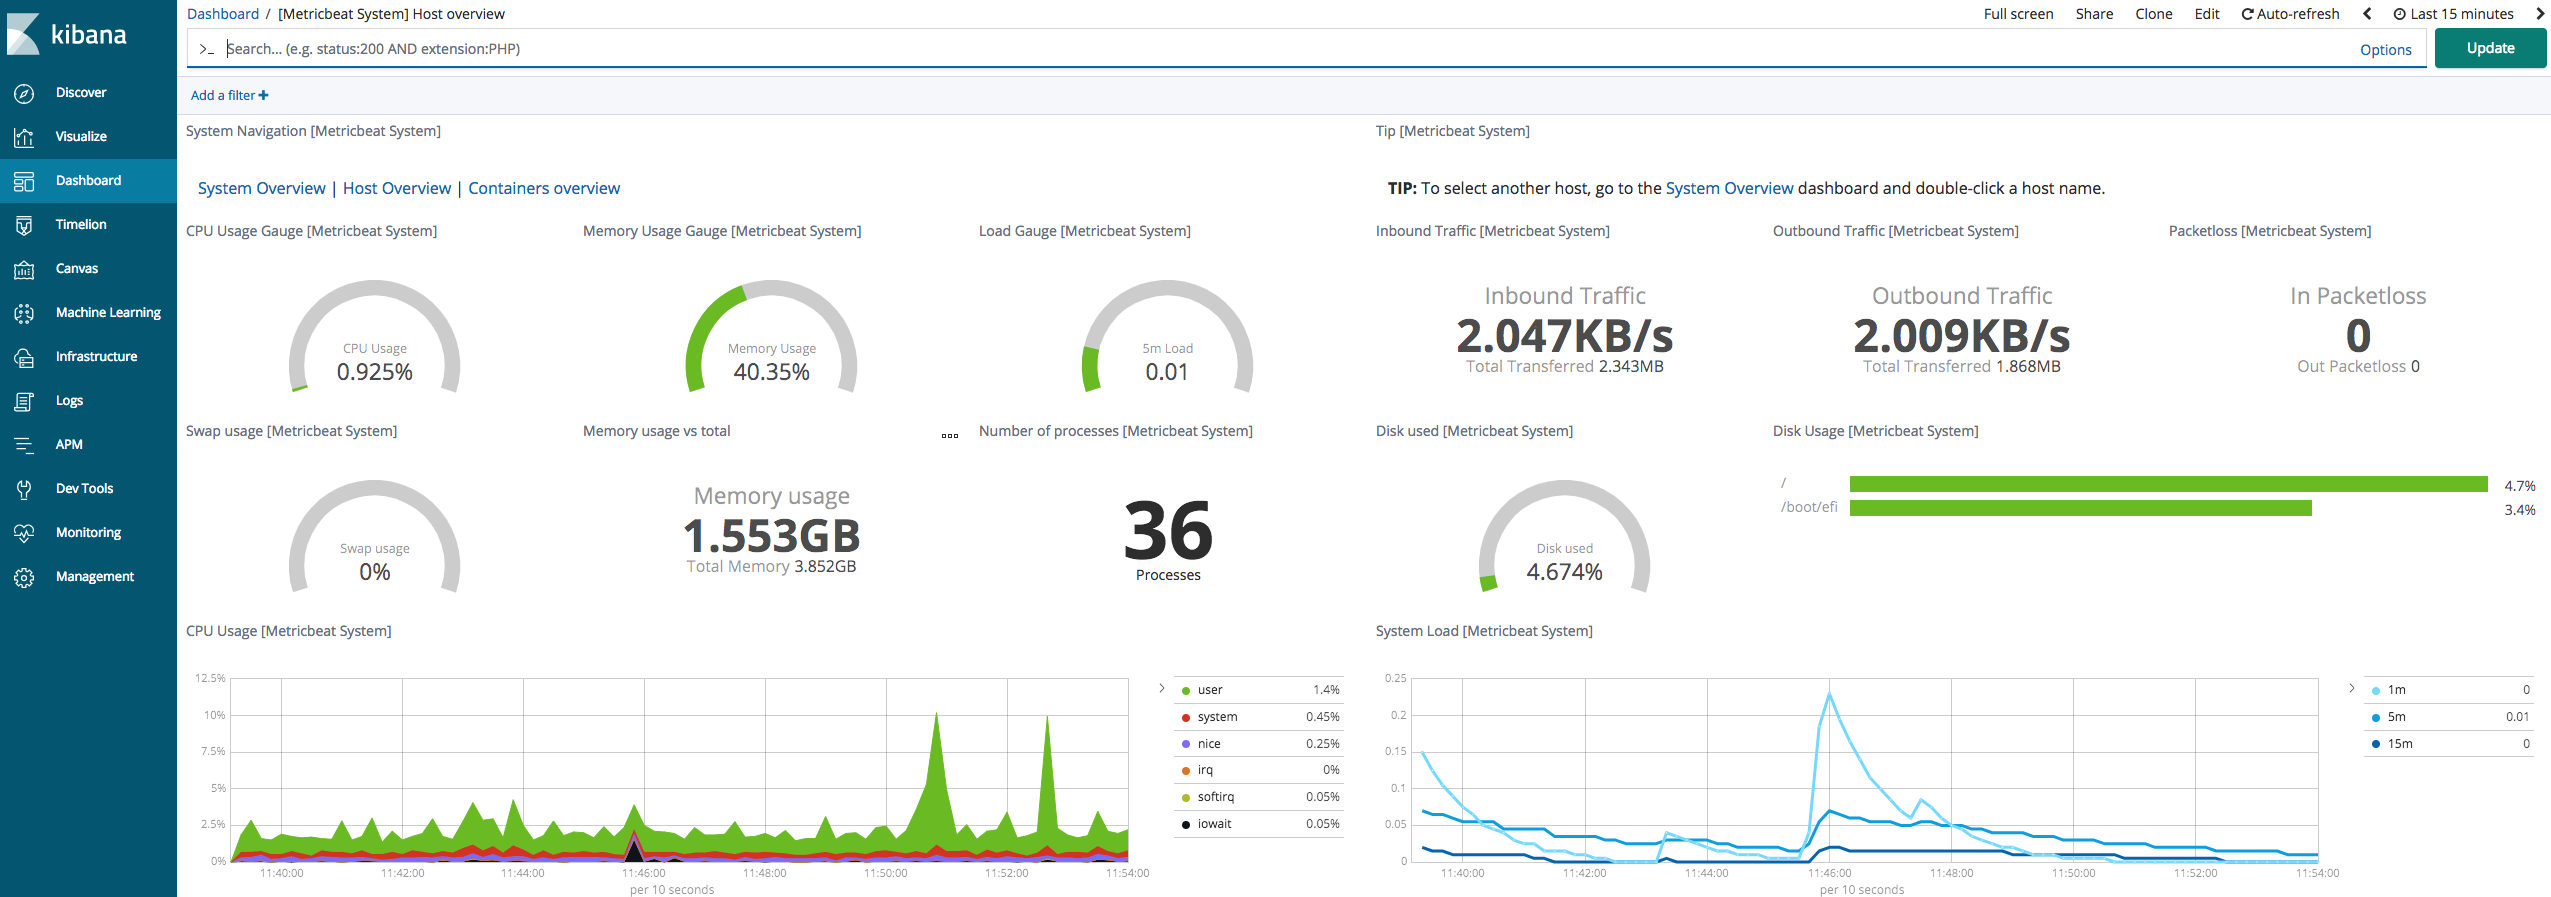 kibana
Discover
Visualize
Dashboard
Timelion
Canvas
Machine Learning
Infrastructure
Logs
APM
Dev Tools
Monitoring
Management
Dashboard / [Metricbeat System] Host overview
Full screen Share Clone Edit Auto-refresh Last 15 minutes
>_ Search... (e.g. status:200 AND extension:PHP) Options Update
Add a filter +
System Navigation [Metricbeat System]
System Overview | Host Overview | Containers overview
Tip [Metricbeat System]
TIP: To select another host, go to the System Overview dashboard and double-click a host name.
CPU Usage Gauge [Metricbeat System]
CPU Usage
0.925%
Memory Usage Gauge [Metricbeat System]
Memory Usage
40.35%
Load Gauge [Metricbeat System]
5m Load
0.01
Inbound Traffic [Metricbeat System]
Inbound Traffic
2.047KB/s
Total Transferred 2.343MB
Outbound Traffic [Metricbeat System]
Outbound Traffic
2.009KB/s
Total Transferred 1.868MB
Packetloss [Metricbeat System]
In Packetloss
0
Out Packetloss 0
Swap usage [Metricbeat System]
Swap usage
0%
Memory usage vs total
Memory usage
1.553GB
Total Memory 3.852GB
Number of processes [Metricbeat System]
36
Processes
Disk used [Metricbeat System]
Disk used
4.674%
Disk Usage [Metricbeat System]
/ 4.7%
/boot/efi 3.4%
CPU Usage [Metricbeat System]
12.5%
10%
7.5%
5%
2.5%
0%
11:40:00 11:42:00 11:44:00 11:46:00 11:48:00 11:50:00 11:52:00 11:54:00
per 10 seconds
user 1.4%
system 0.45%
nice 0.25%
irq 0%
softirq 0.05%
iowait 0.05%
System Load [Metricbeat System]
0.25
0.2
0.15
0.1
0.05
0
11:40:00 11:42:00 11:44:00 11:46:00 11:48:00 11:50:00 11:52:00 11:54:00
per 10 seconds
1m 0
5m 0.01
15m 0